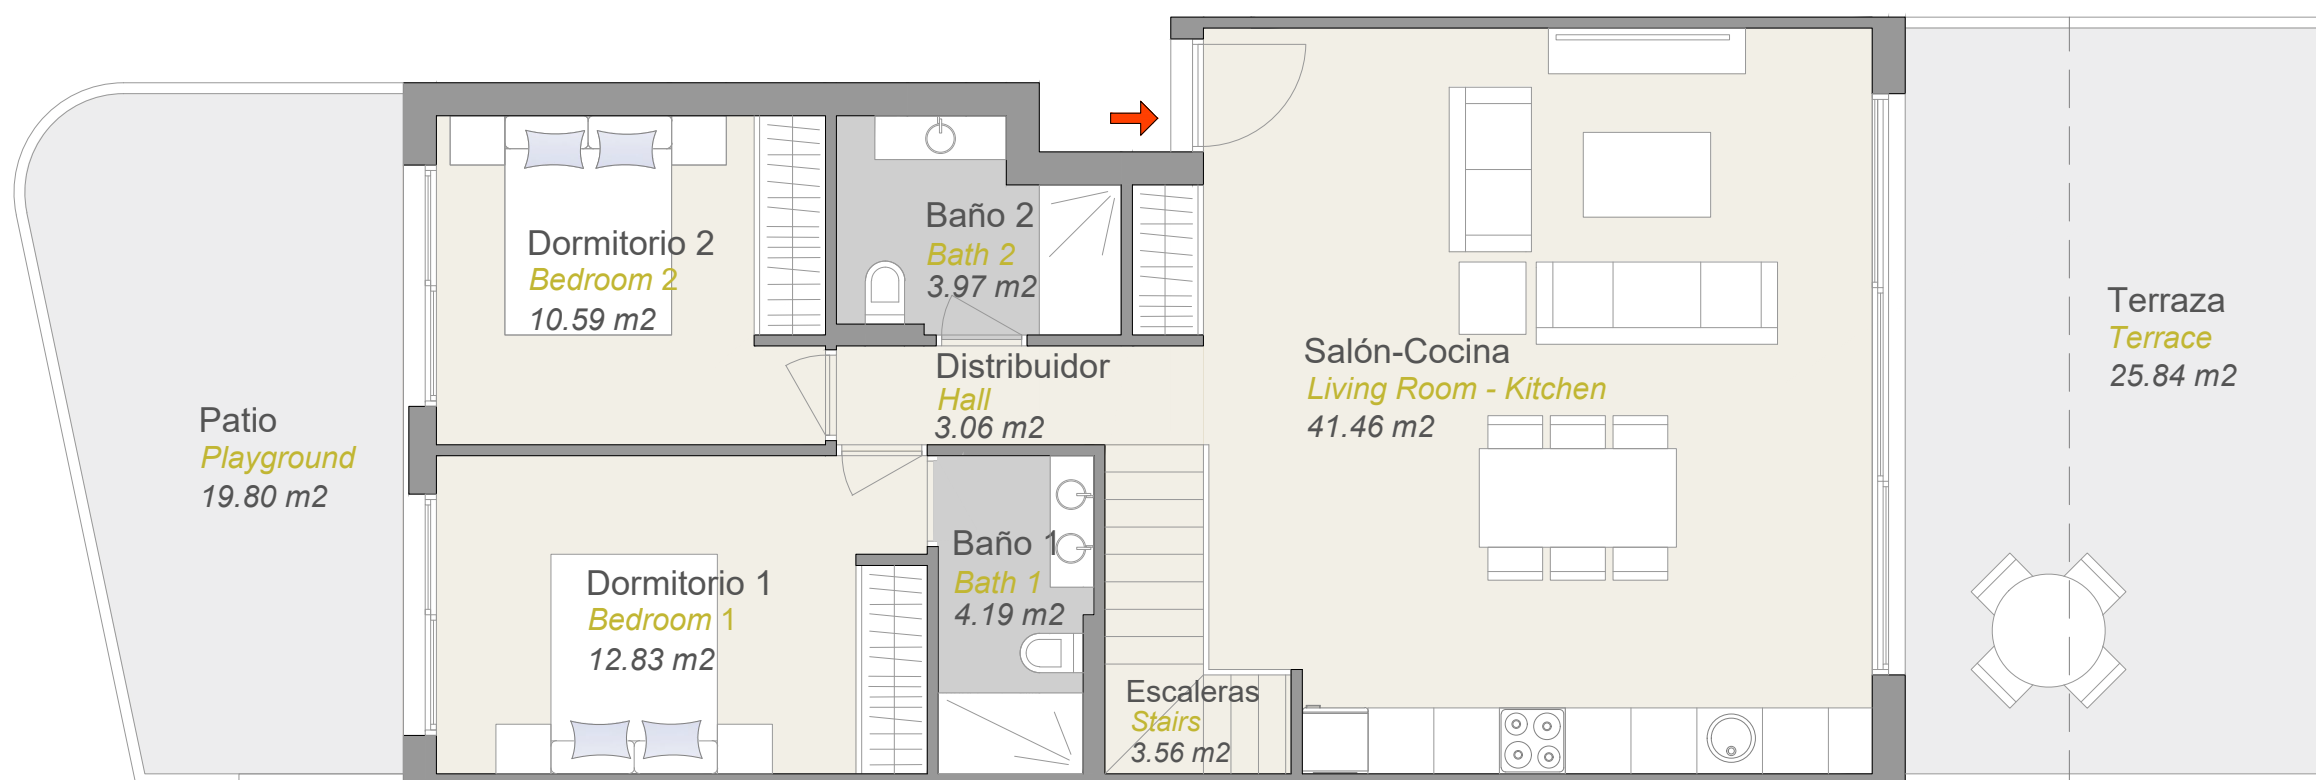 Patio
Playground
19.80 m2
Dormitorio 2
Bedroom 2
10.59 m2
Dormitorio 1
Bedroom 1
12.83 m2
Baño 2
Bath 2
3.97 m2
Distribuidor
Hall
3.06 m2
Baño 1
Bath 1
4.19 m2
Escaleras
Stairs
3.56 m2
Salón-Cocina
Living Room - Kitchen
41.46 m2
Terraza
Terrace
25.84 m2